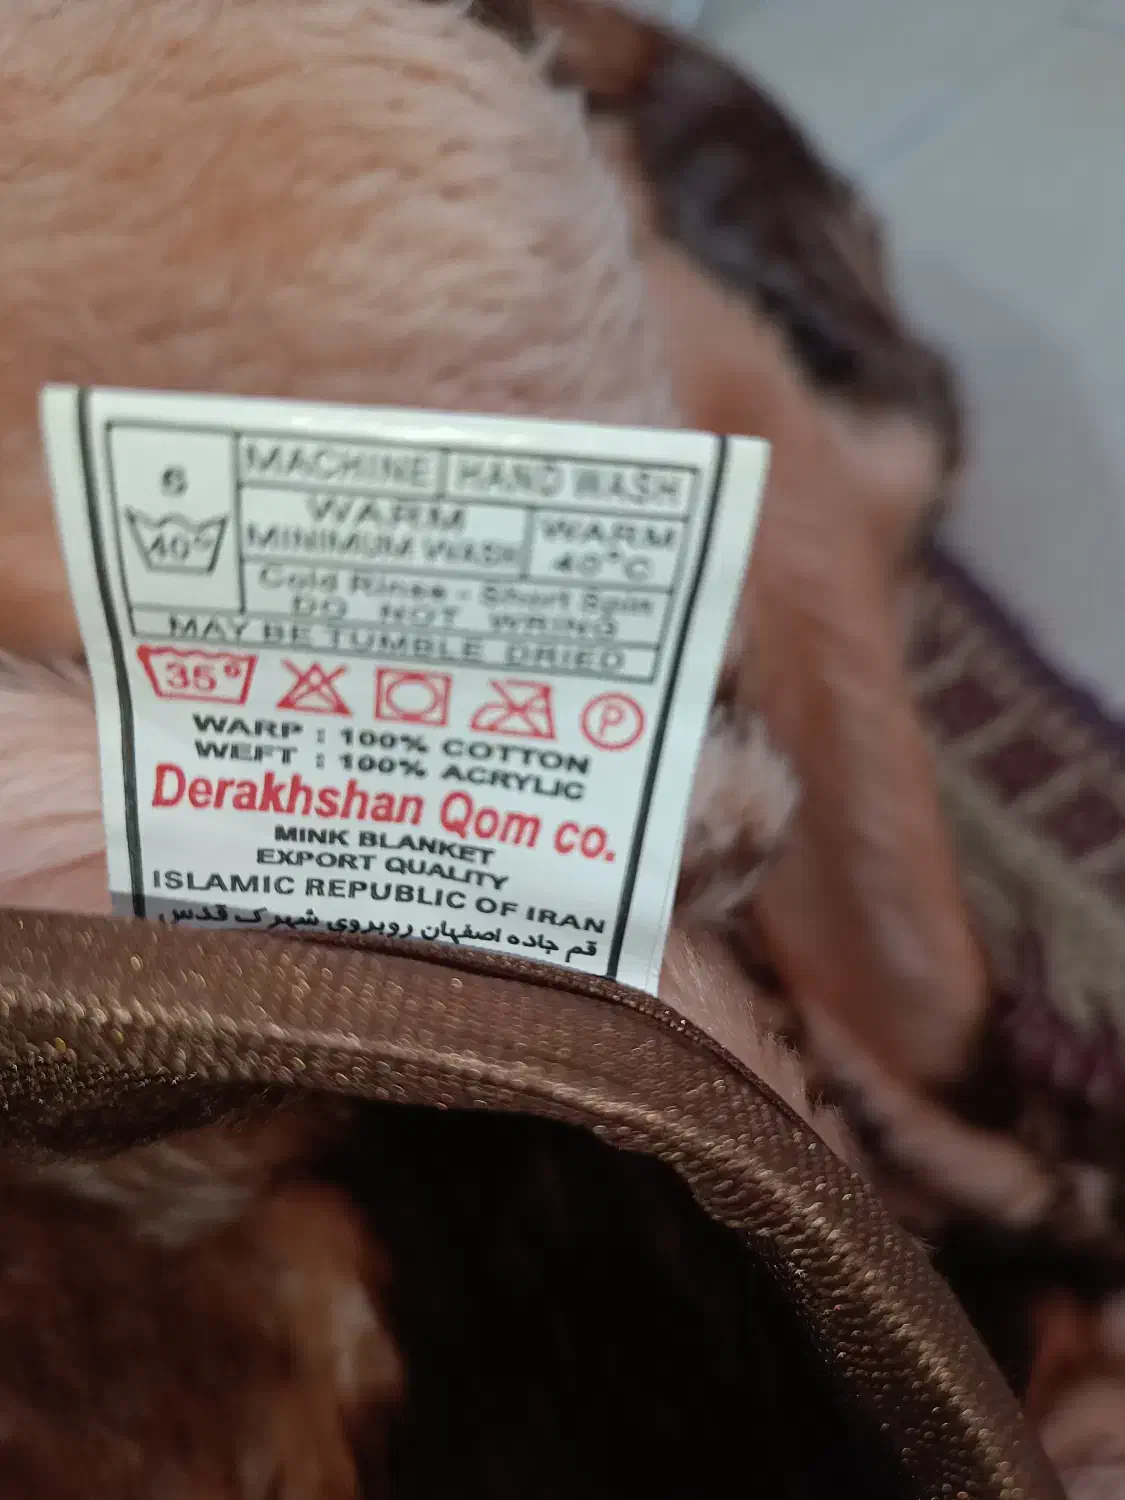 6
MACHINE HAND WASH
40°
WARM
MINIMUM WASH
WARM
40°C
Cold Rinse - Short Spin
DO NOT WRING
MAY BE TUMBLE DRIED
35° P
WARP : 100% COTTON
WEFT : 100% ACRYLIC
Derakhshan Qom co.
MINK BLANKET
EXPORT QUALITY
ISLAMIC REPUBLIC OF IRAN
قم جاده اصفهان روبروی شهرک قدس